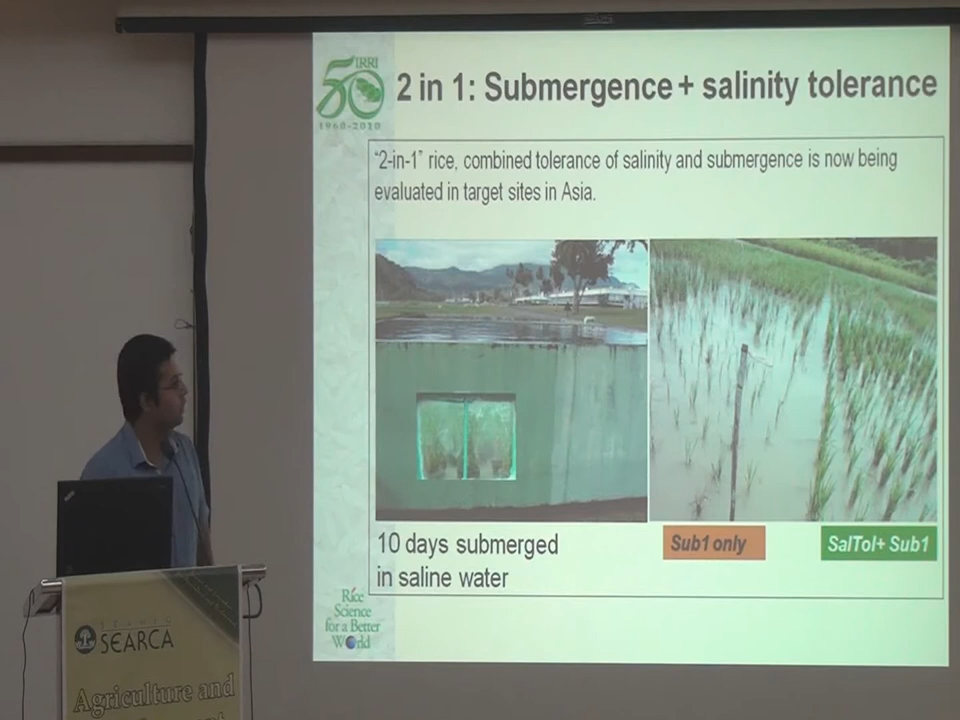 50 IRRI
1960-2010
2 in 1: Submergence + salinity tolerance
"2-in-1" rice, combined tolerance of salinity and submergence is now being
evaluated in target sites in Asia.
10 days submerged
in saline water
Sub1 only
SalTol+ Sub1
Rice
Science
for a Better
World
SEARCA
Agriculture and